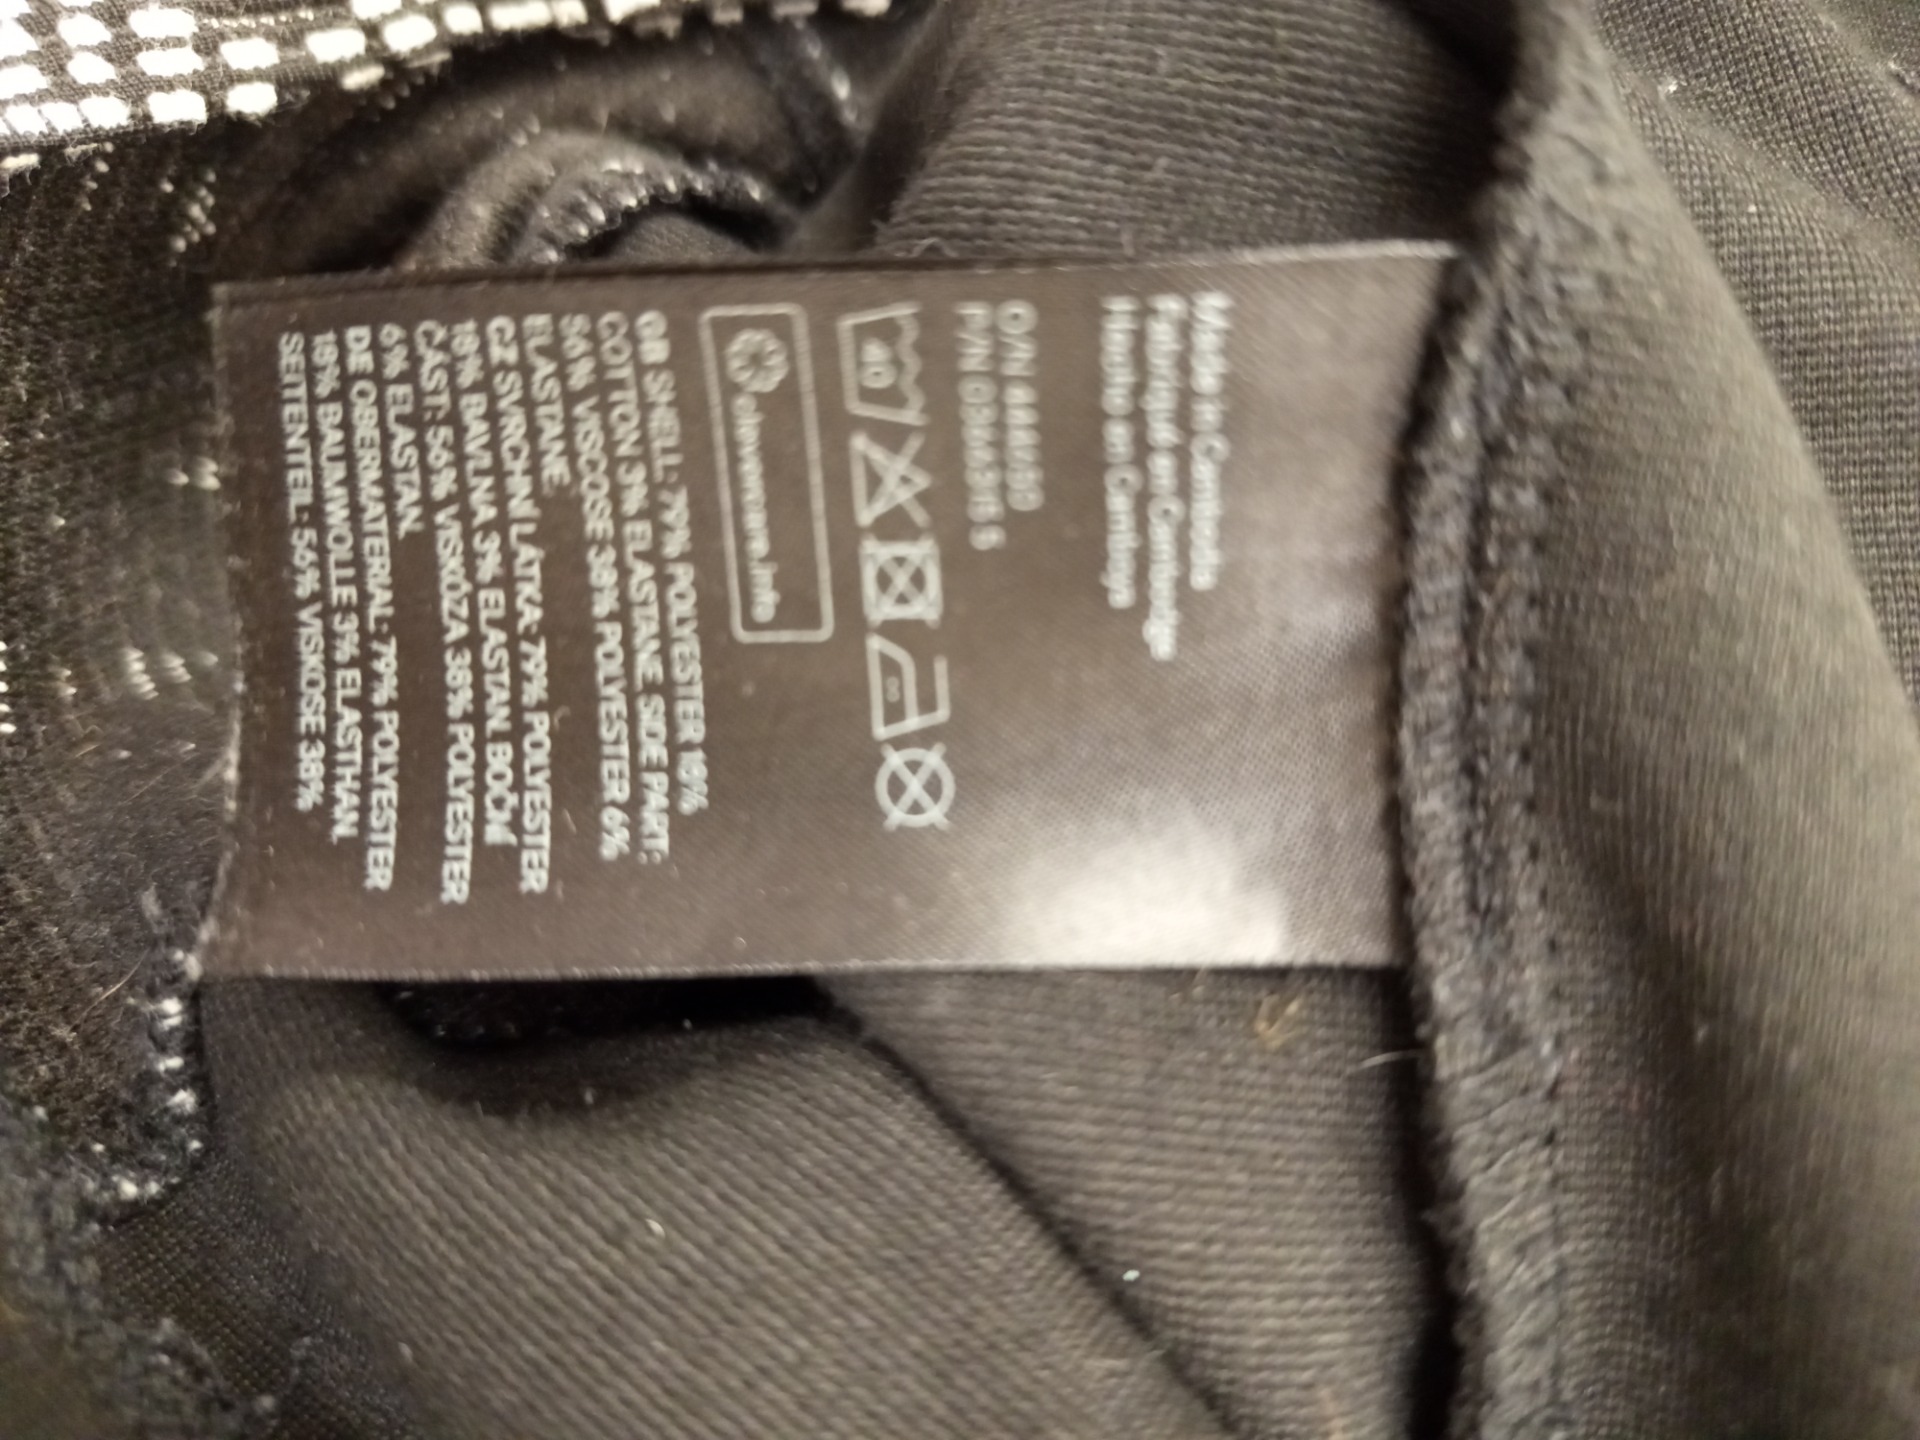 Made in Cambodia
Fabriqué en Cambodge
Hecho en Camboya
O/N
P/N
40
clevercare.info
GB SHELL: 79% POLYESTER 18%
COTTON 3% ELASTANE. SIDE PART:
56% VISCOSE 38% POLYESTER 6%
ELASTANE
CZ SVRCHNÍ LÁTKA: 79% POLYESTER
18% BAVLNA 3% ELASTAN. BOČNÍ
ČÁST: 56% VISKÓZA 38% POLYESTER
6% ELASTAN.
DE OBERMATERIAL: 79% POLYESTER
18% BAUMWOLLE 3% ELASTHAN.
SEITENTEIL: 56% VISKOSE 38%